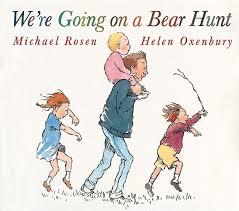 We're Going on a Bear Hunt
Michael Rosen Helen Oxenbury